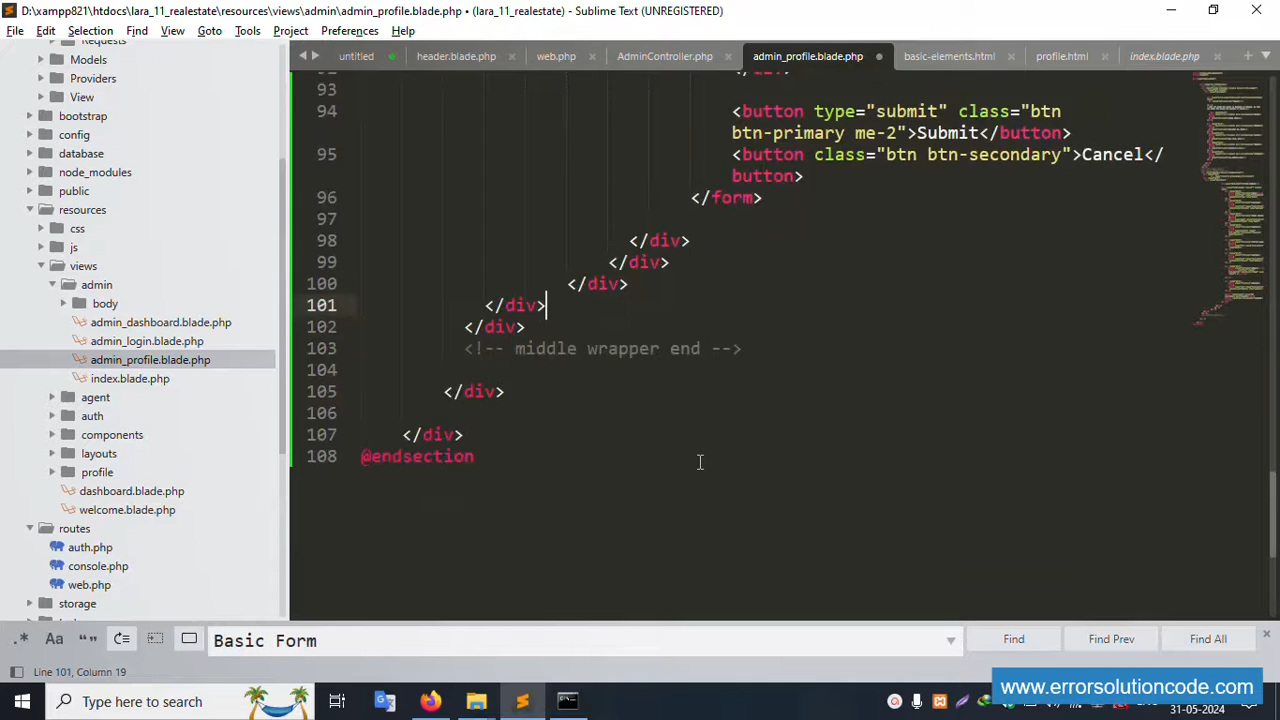 D:\xampp821\htdocs\lara_11_realestate\resources\views\admin\admin_profile.blade.php • (lara_11_realestate) - Sublime Text (UNREGISTERED)
File Edit Selection Find View Goto Tools Project Preferences Help
untitled header.blade.php web.php AdminController.php admin_profile.blade.php basic-elements.html profile.html index.blade.php
Requests
Models
Providers
View
bootstrap
config
database
node_modules
public
resources
css
js
views
admin
body
admin_dashboard.blade.php
admin_login.blade.php
admin_profile.blade.php
index.blade.php
agent
auth
components
layouts
profile
dashboard.blade.php
welcome.blade.php
routes
auth.php
console.php
web.php
storage
92 </div>
93
94 <button type="submit" class="btn
btn-primary me-2">Submit</button>
95 <button class="btn btn-secondary">Cancel</
button>
96 </form>
97
98 </div>
99 </div>
100 </div>
101 </div>
102 </div>
103 <!-- middle wrapper end -->
104
105 </div>
106
107 </div>
108 @endsection
.* Aa “” Basic Form Find Find Prev Find All
Line 101, Column 19
www.errorsolutioncode.com
Type here to search
31-05-2024